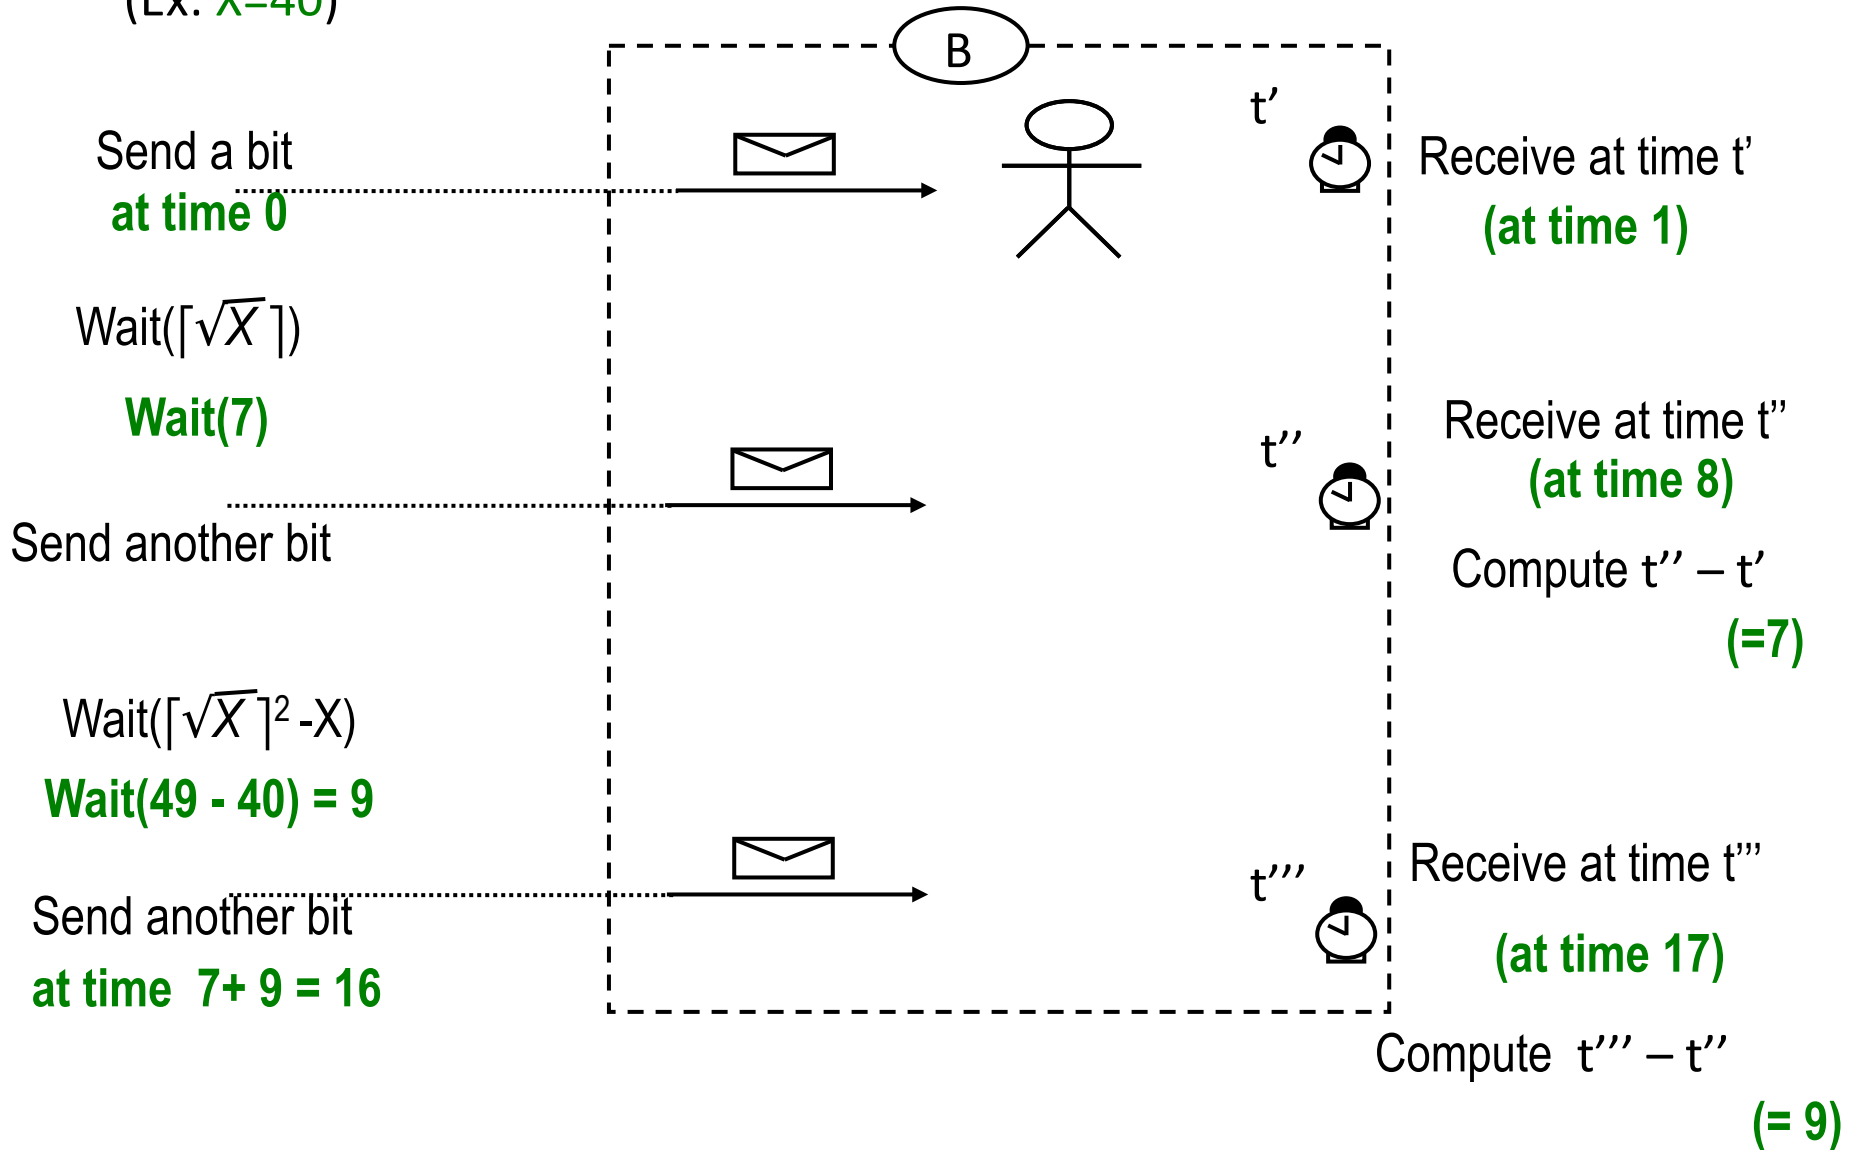 (Ex: X=40)
B
t′
Send a bit
at time 0
Receive at time t'
(at time 1)
Wait(⌈√X ⌉)
Wait(7)
t′′
Receive at time t''
(at time 8)
Send another bit
Compute t′′ – t′
(=7)
Wait(⌈√X ⌉² -X)
Wait(49 - 40) = 9
t′′′
Receive at time t'''
Send another bit
at time 7+ 9 = 16
(at time 17)
Compute t′′′ – t′′
(= 9)